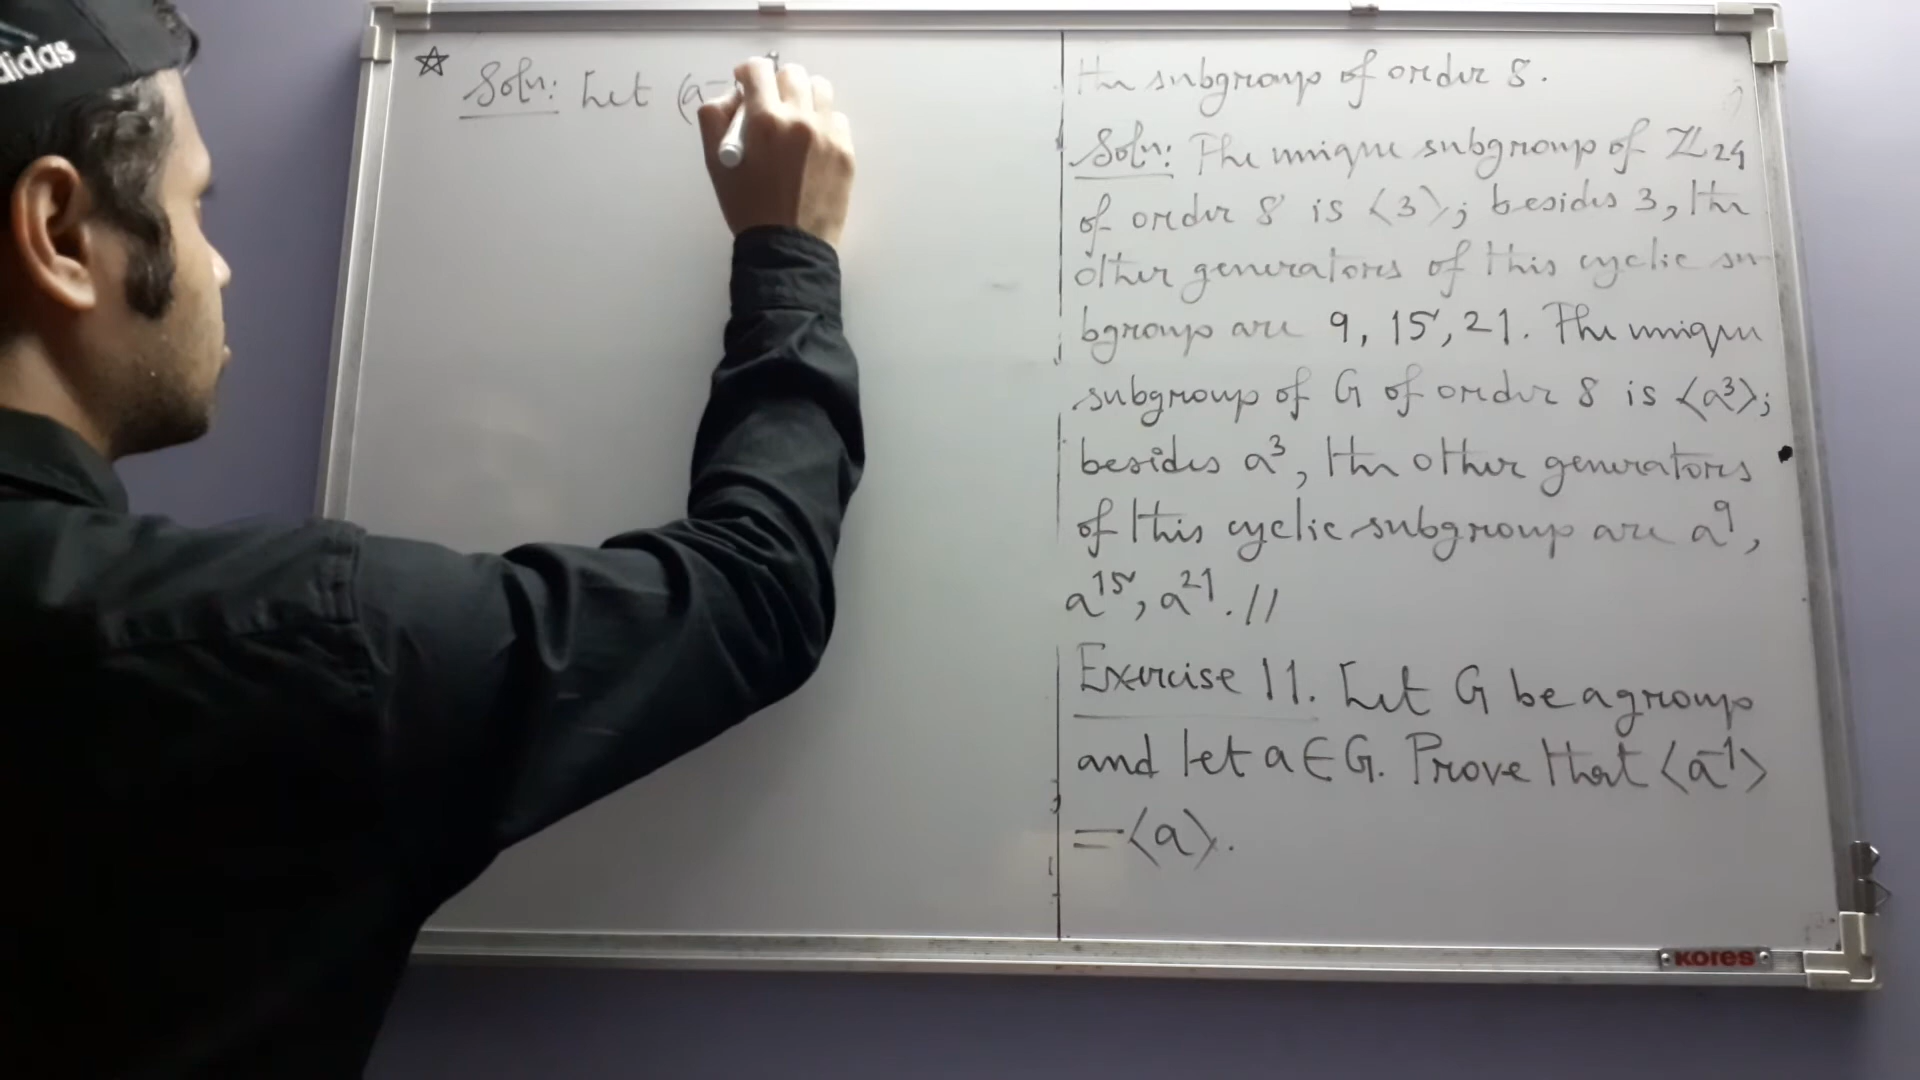 adidas
☆ Soln: Let (a
the subgroup of order 8.
Soln: The unique subgroup of ℤ24
of order 8 is ⟨3⟩; besides 3, the
other generators of this cyclic su-
bgroup are 9, 15, 21. The unique
subgroup of G of order 8 is ⟨a³⟩;
besides a³, the other generators
of this cyclic subgroup are a⁹,
a¹⁵, a²¹. //
Exercise 11. Let G be a group
and let a∈G. Prove that ⟨a⁻¹⟩
=⟨a⟩.
KORES